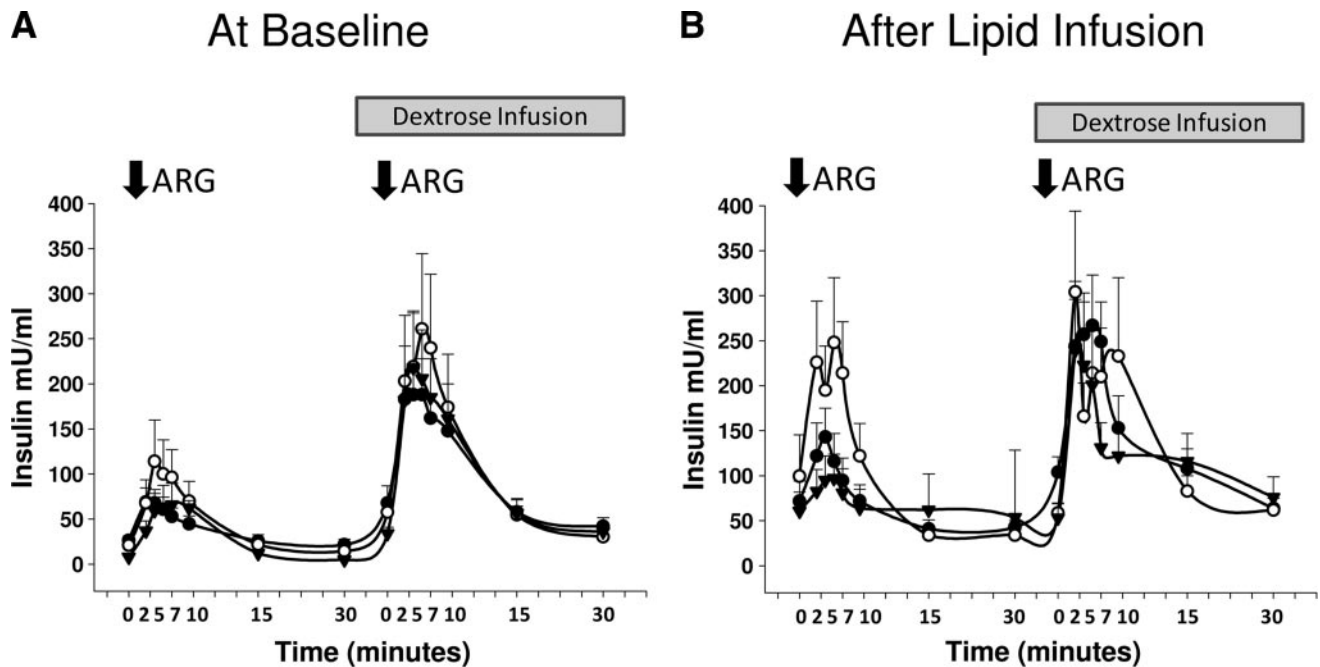 A At Baseline
Dextrose Infusion
ARG ARG
400
350
300
250
200
150
100
50
0
Insulin mU/ml
0 2 5 7 10 15 30 0 2 5 7 10 15 30
Time (minutes)
B After Lipid Infusion
Dextrose Infusion
ARG ARG
400
350
300
250
200
150
100
50
0
Insulin mU/ml
0 2 5 7 10 15 30 0 2 5 7 10 15 30
Time (minutes)